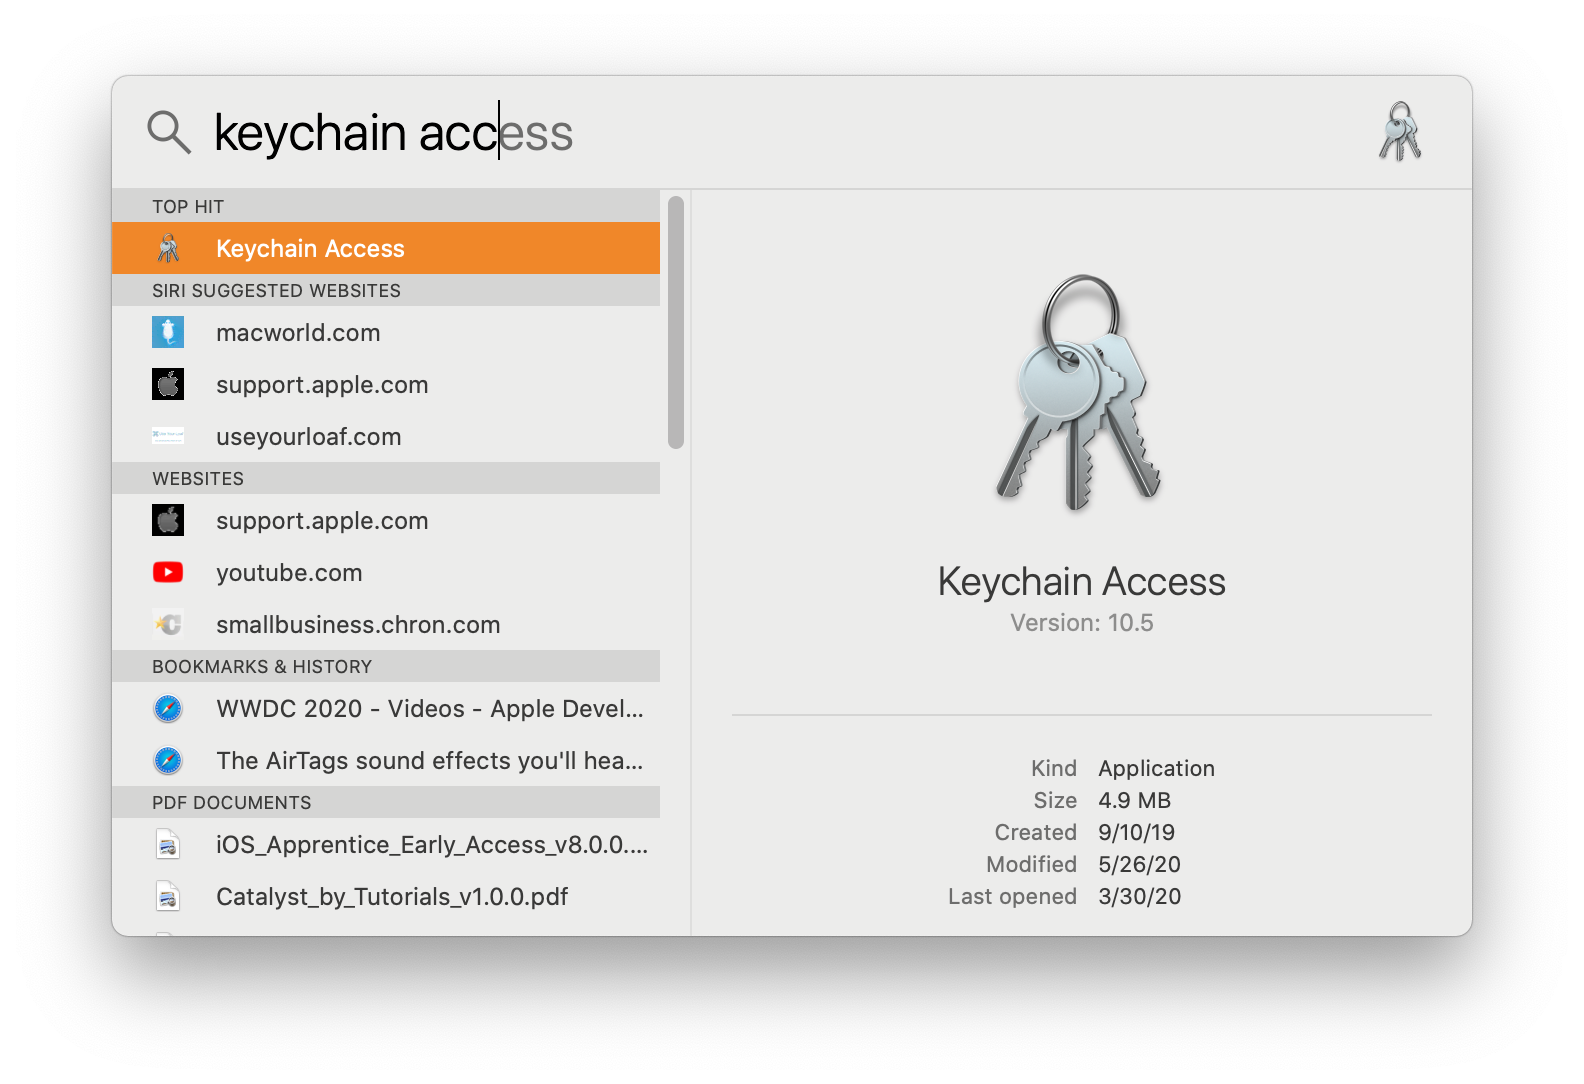 keychain access
TOP HIT
Keychain Access
SIRI SUGGESTED WEBSITES
macworld.com
support.apple.com
useyourloaf.com
WEBSITES
support.apple.com
youtube.com
smallbusiness.chron.com
BOOKMARKS & HISTORY
WWDC 2020 - Videos - Apple Devel...
The AirTags sound effects you'll hea...
PDF DOCUMENTS
iOS_Apprentice_Early_Access_v8.0.0....
Catalyst_by_Tutorials_v1.0.0.pdf
Keychain Access
Version: 10.5
Kind Application
Size 4.9 MB
Created 9/10/19
Modified 5/26/20
Last opened 3/30/20